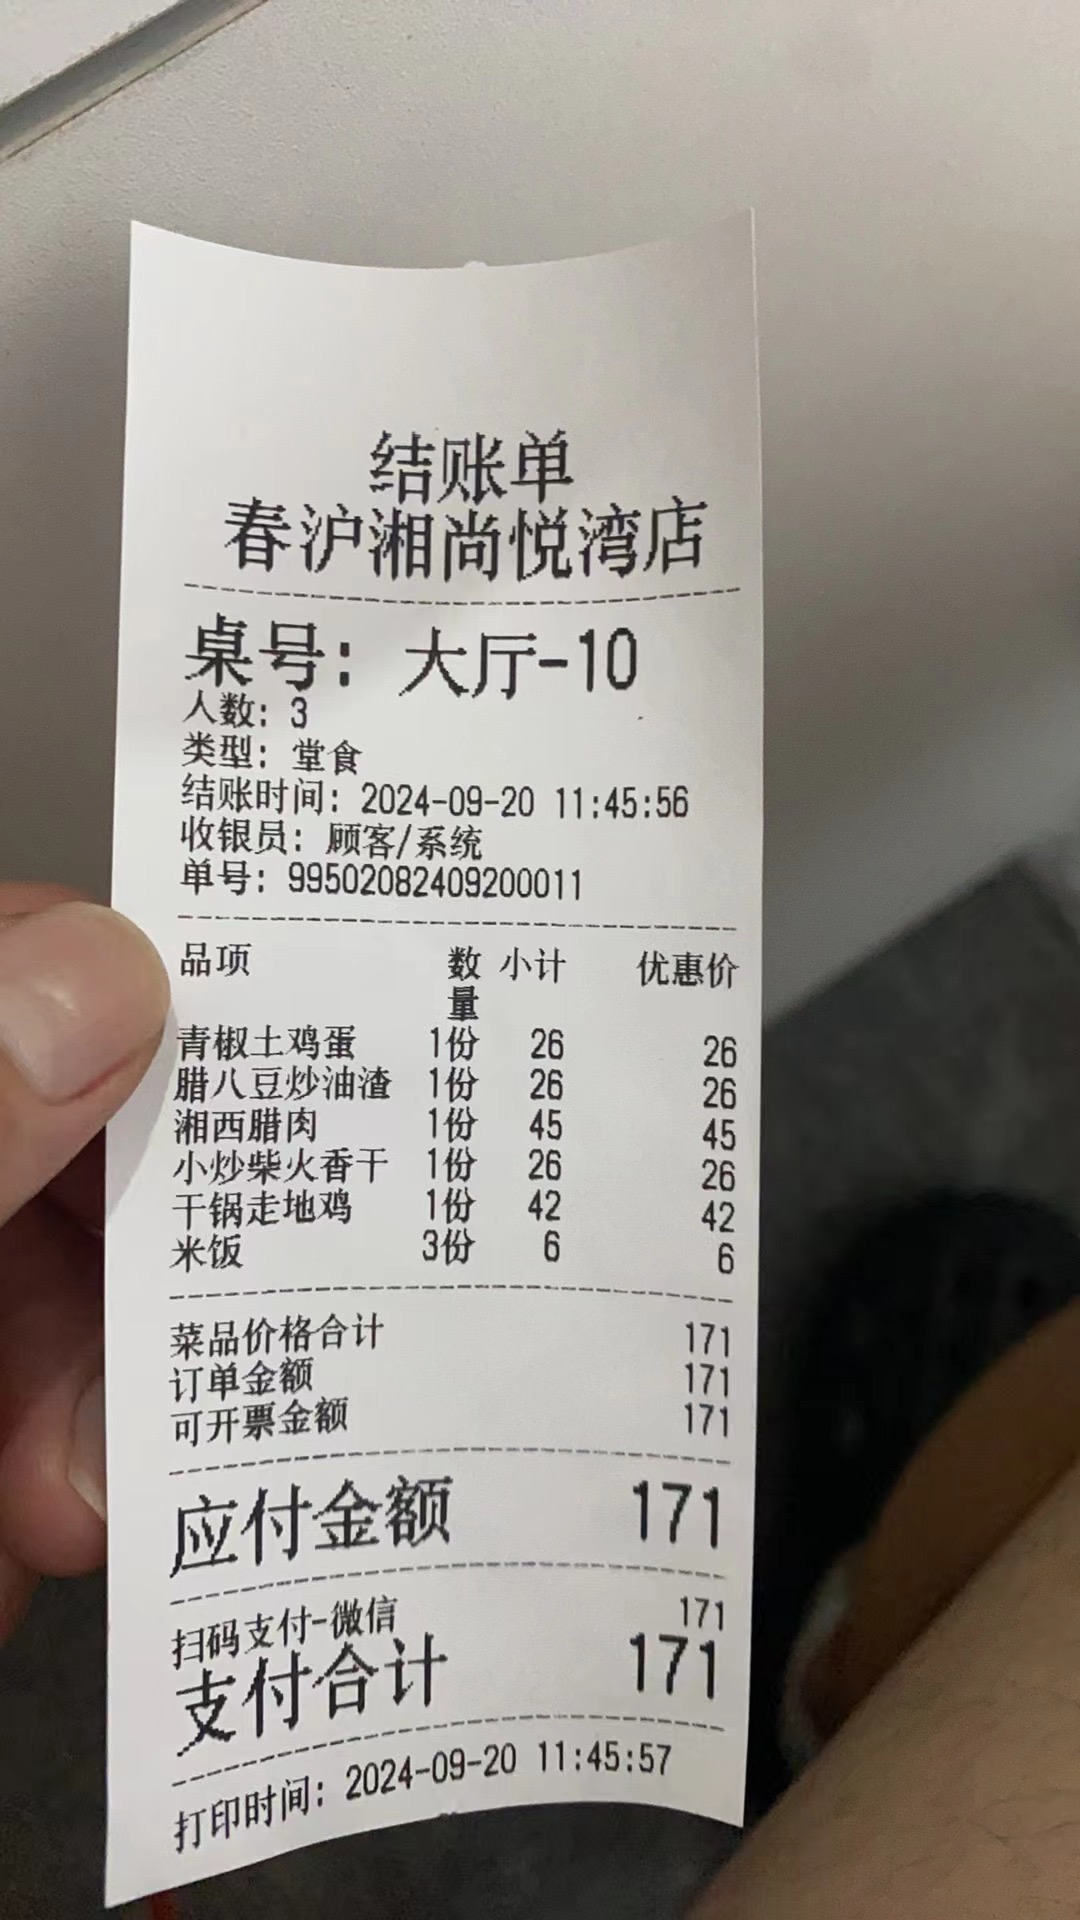 结账单
春沪湘尚悦湾店
桌号: 大厅-10
人数: 3
类型: 堂食
结账时间: 2024-09-20 11:45:56
收银员: 顾客/系统
单号: 99502082409200011
品项 数量 小计 优惠价
青椒土鸡蛋 1份 26 26
腊八豆炒油渣 1份 26 26
湘西腊肉 1份 45 45
小炒柴火香干 1份 26 26
干锅走地鸡 1份 42 42
米饭 3份 6 6
菜品价格合计 171
订单金额 171
可开票金额 171
应付金额 171
扫码支付-微信 171
支付合计 171
打印时间: 2024-09-20 11:45:57